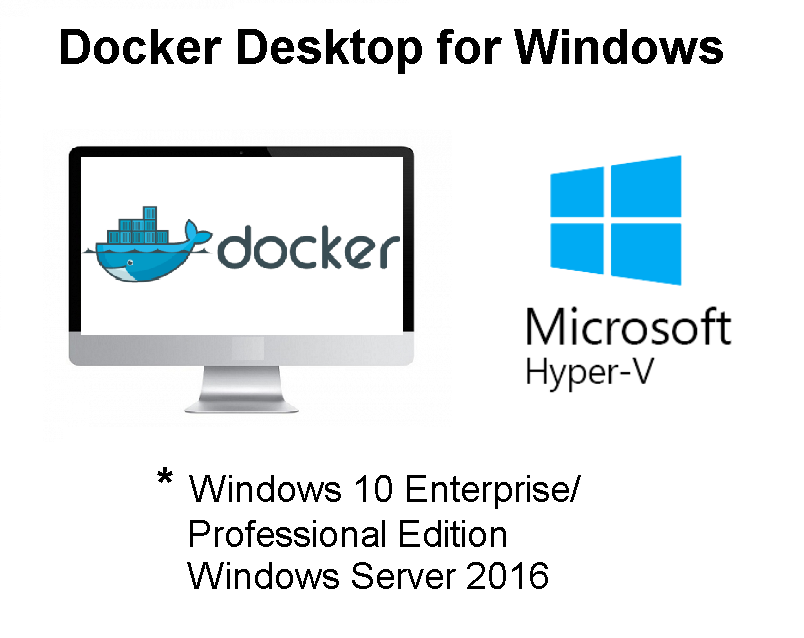 Docker Desktop for Windows
docker
Microsoft
Hyper-V
* Windows 10 Enterprise/
Professional Edition
Windows Server 2016